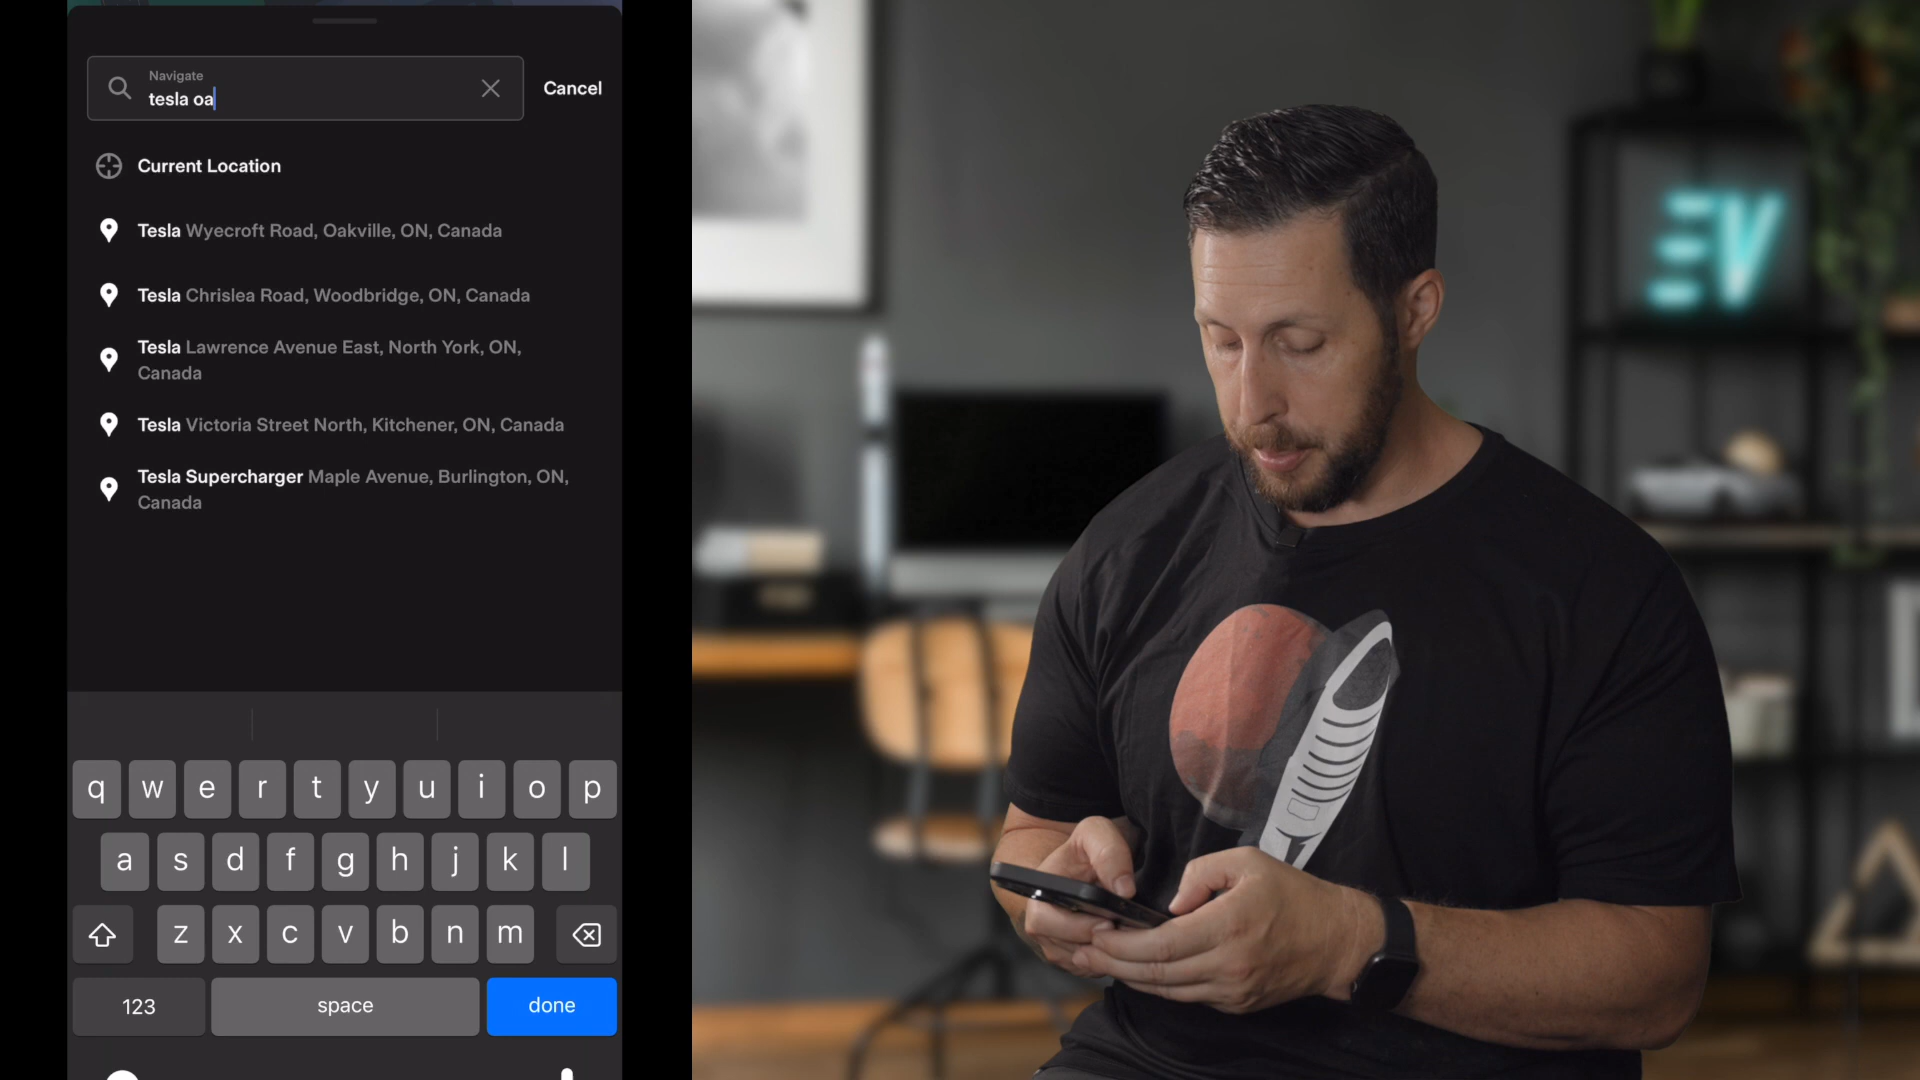 Navigate
tesla oa
Cancel
Current Location
Tesla Wyecroft Road, Oakville, ON, Canada
Tesla Chrislea Road, Woodbridge, ON, Canada
Tesla Lawrence Avenue East, North York, ON,
Canada
Tesla Victoria Street North, Kitchener, ON, Canada
Tesla Supercharger Maple Avenue, Burlington, ON,
Canada
q w e r t y u i o p
a s d f g h j k l
z x c v b n m
123 space done
EV